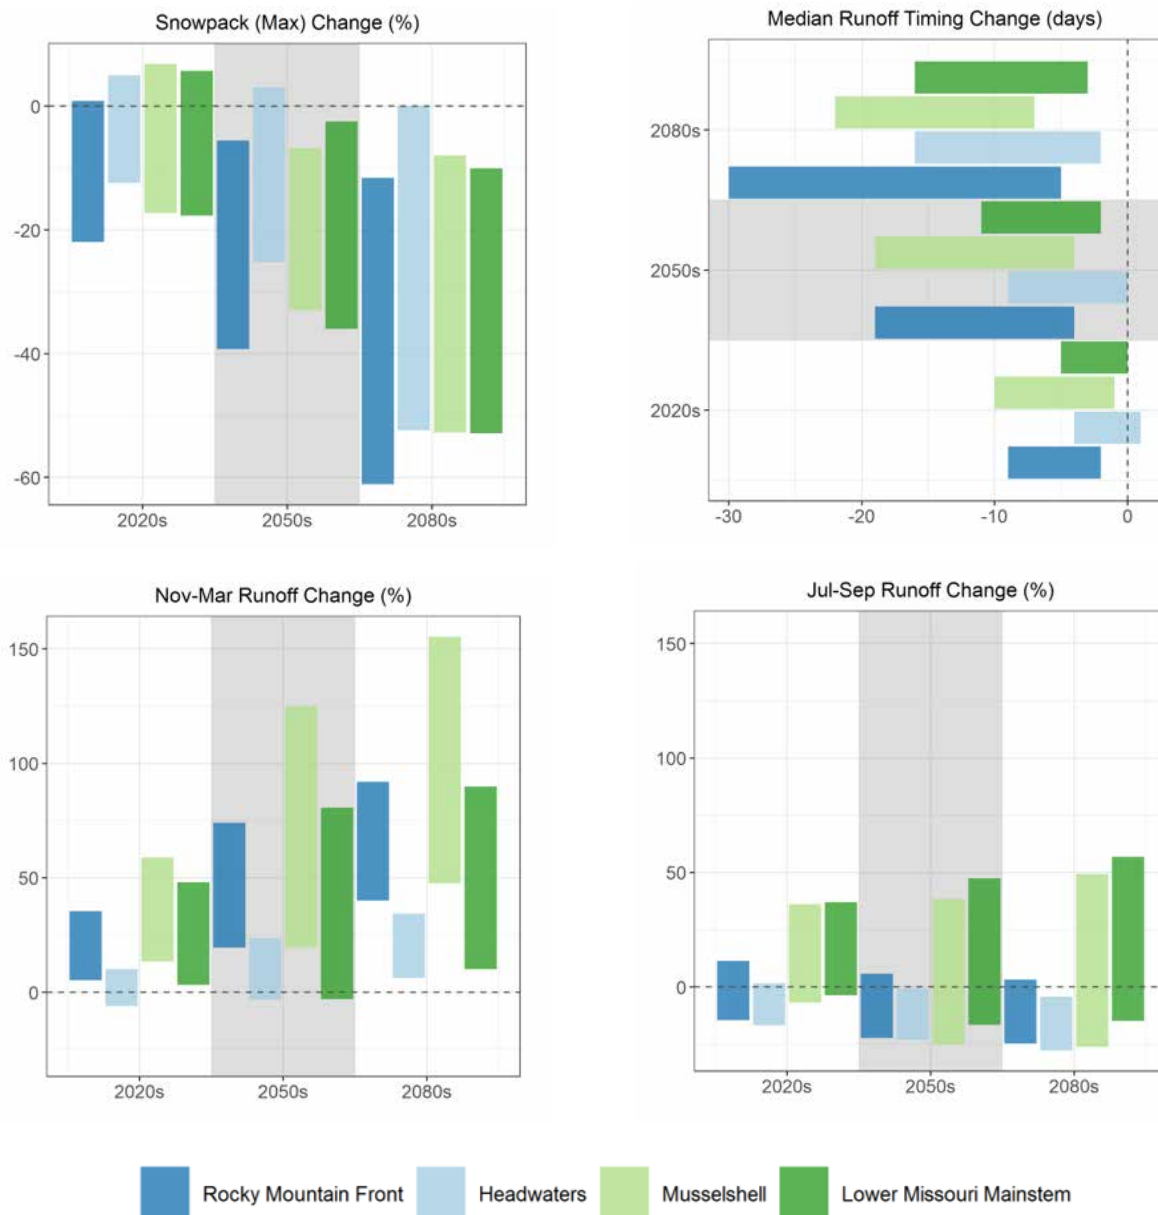 Snowpack (Max) Change (%)
0
-20
-40
-60
2020s 2050s 2080s
Median Runoff Timing Change (days)
2080s
2050s
2020s
-30 -20 -10 0
Nov-Mar Runoff Change (%)
150
100
50
0
2020s 2050s 2080s
Jul-Sep Runoff Change (%)
150
100
50
0
2020s 2050s 2080s
Rocky Mountain Front Headwaters Musselshell Lower Missouri Mainstem